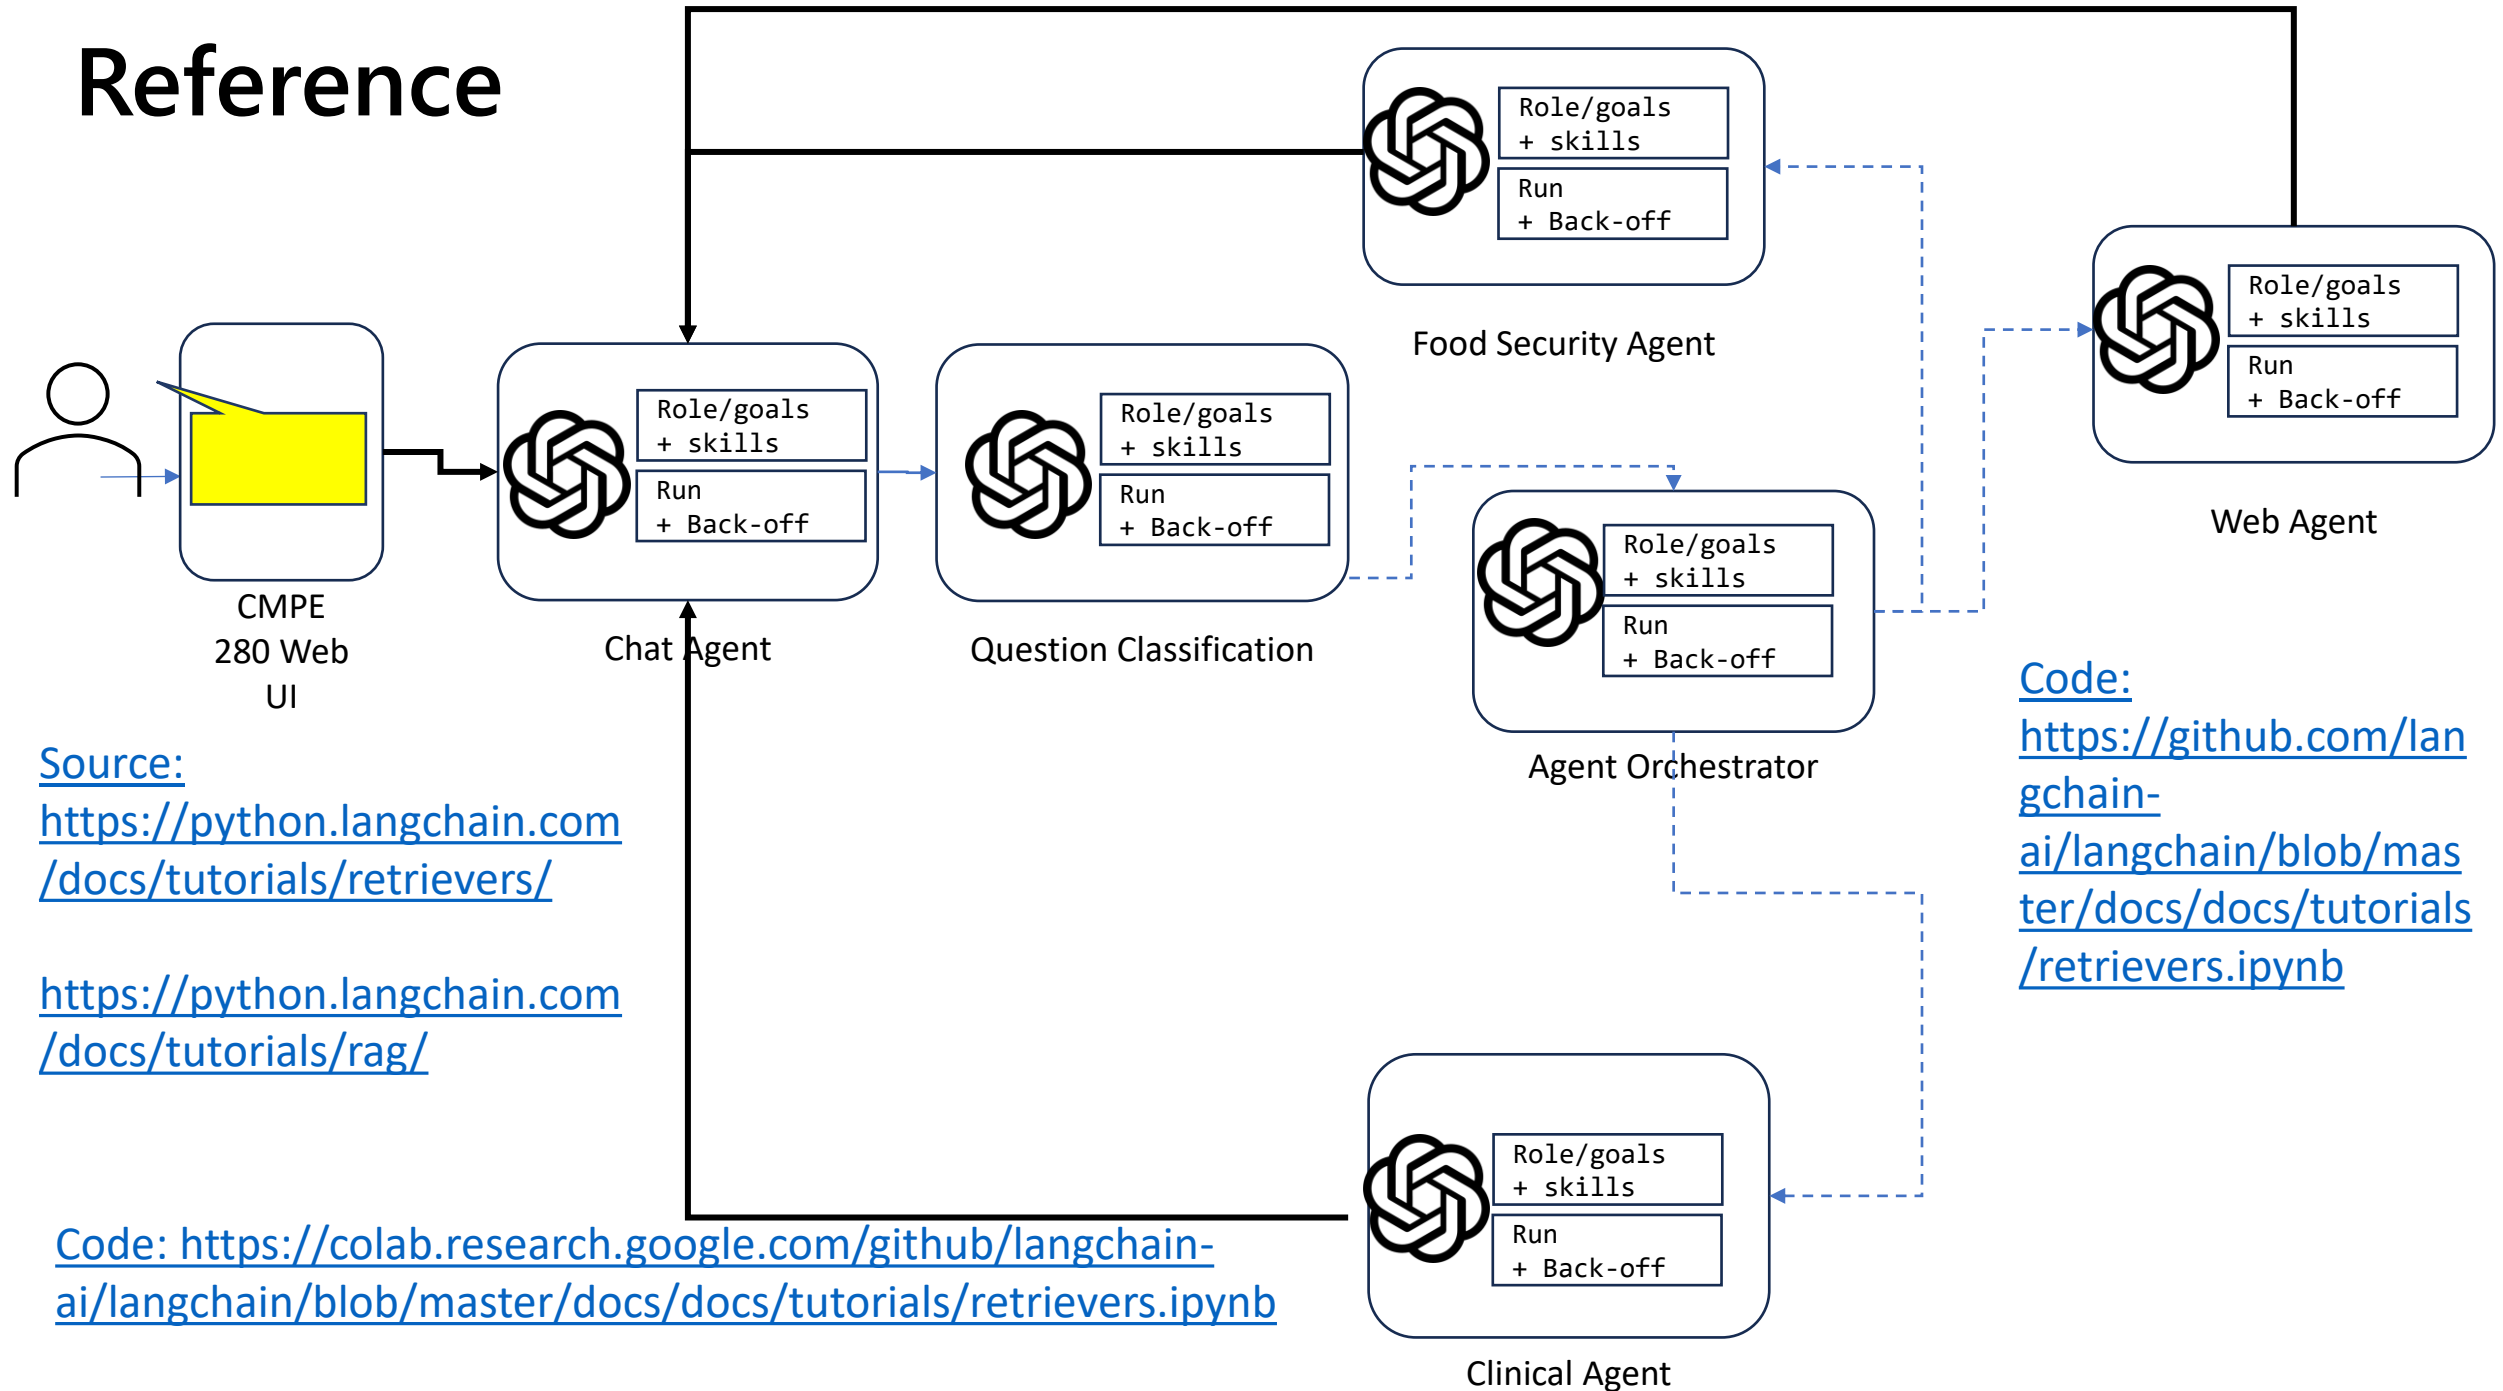 Reference
Role/goals
+ skills
Run
+ Back-off
Food Security Agent
Role/goals
+ skills
Run
+ Back-off
Web Agent
CMPE
280 Web
UI
Role/goals
+ skills
Run
+ Back-off
Chat Agent
Role/goals
+ skills
Run
+ Back-off
Question Classification
Role/goals
+ skills
Run
+ Back-off
Agent Orchestrator
Source:
https://python.langchain.com
/docs/tutorials/retrievers/
https://python.langchain.com
/docs/tutorials/rag/
Code:
https://github.com/lan
gchain-
ai/langchain/blob/mas
ter/docs/docs/tutorials
/retrievers.ipynb
Role/goals
+ skills
Run
+ Back-off
Clinical Agent
Code: https://colab.research.google.com/github/langchain-
ai/langchain/blob/master/docs/docs/tutorials/retrievers.ipynb